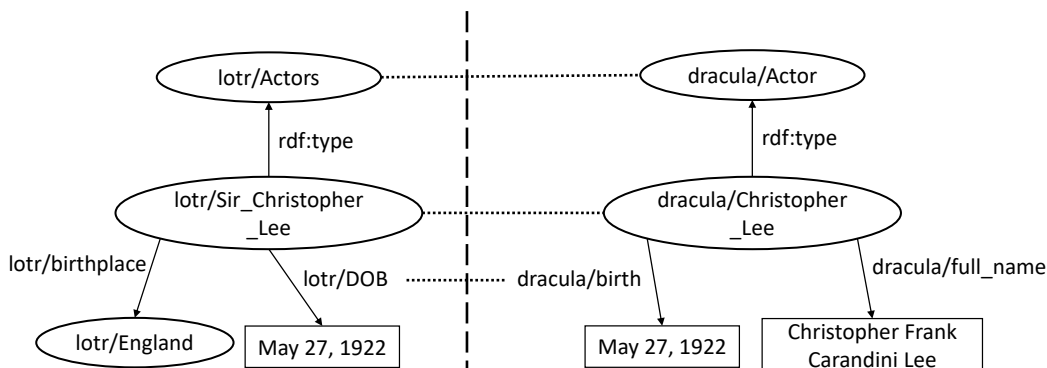 lotr/Actors
dracula/Actor
rdf:type
rdf:type
lotr/Sir_Christopher
_Lee
dracula/Christopher
_Lee
lotr/birthplace
lotr/DOB
dracula/birth
dracula/full_name
lotr/England
May 27, 1922
May 27, 1922
Christopher Frank
Carandini Lee